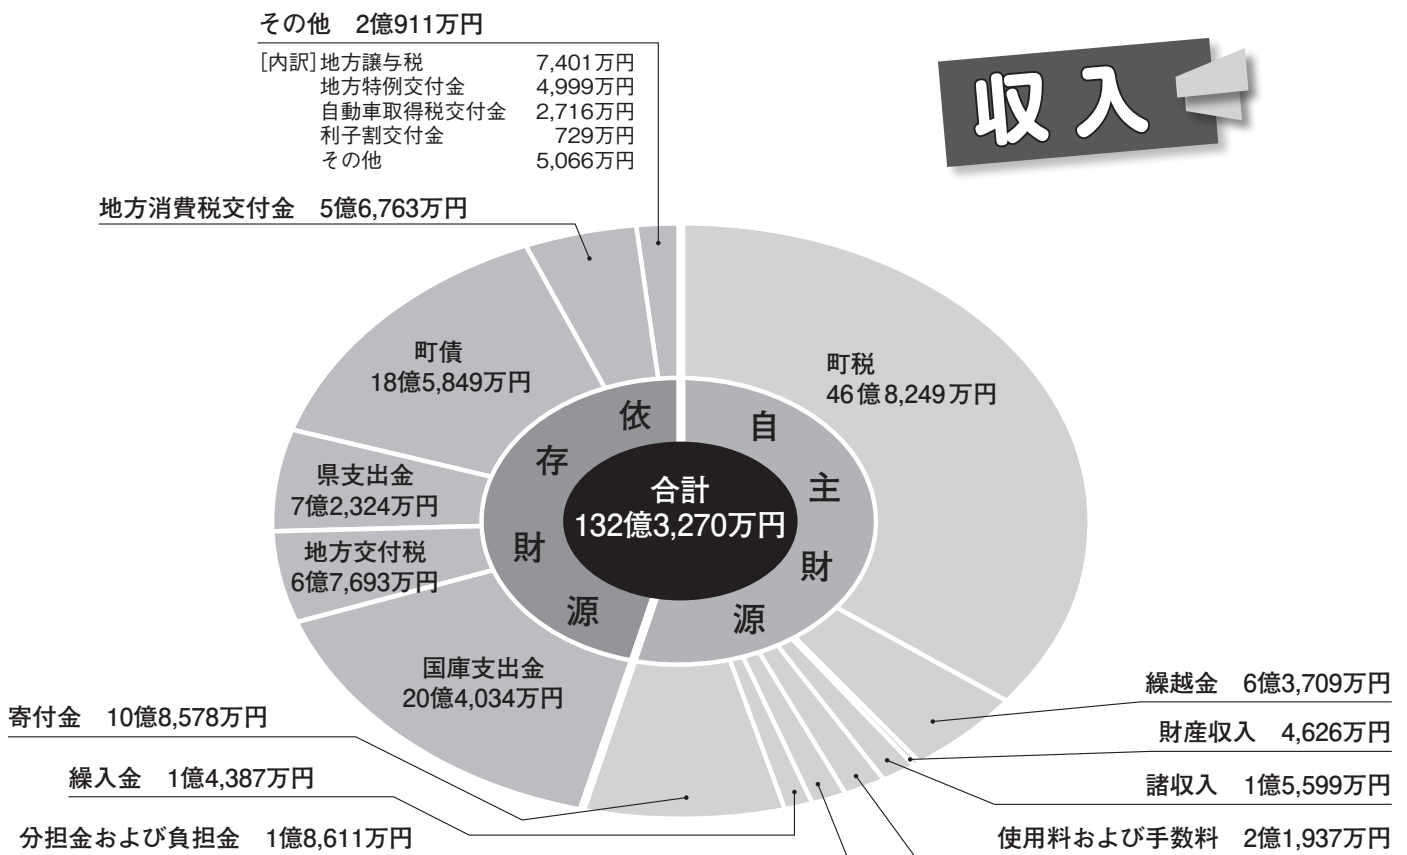 収入
その他 2億911万円
[内訳]地方譲与税 7,401万円
地方特例交付金 4,999万円
自動車取得税交付金 2,716万円
利子割交付金 729万円
その他 5,066万円
地方消費税交付金 5億6,763万円
町債
18億5,849万円
県支出金
7億2,324万円
地方交付税
6億7,693万円
国庫支出金
20億4,034万円
依存財源
自主財源
合計
132億3,270万円
町税
46億8,249万円
繰越金 6億3,709万円
財産収入 4,626万円
諸収入 1億5,599万円
使用料および手数料 2億1,937万円
寄付金 10億8,578万円
繰入金 1億4,387万円
分担金および負担金 1億8,611万円